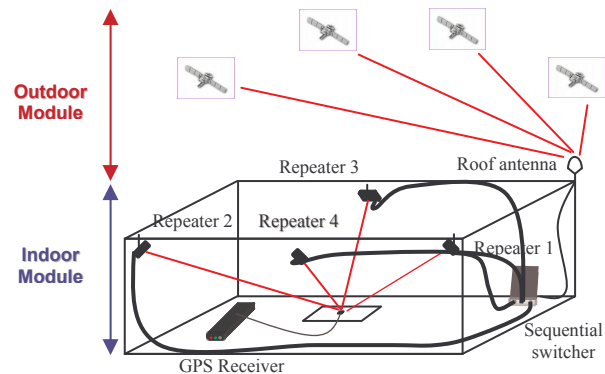 Outdoor
Module
Roof antenna
Repeater 3
Repeater 2
Repeater 4
Repeater 1
Indoor
Module
Sequential
switcher
GPS Receiver